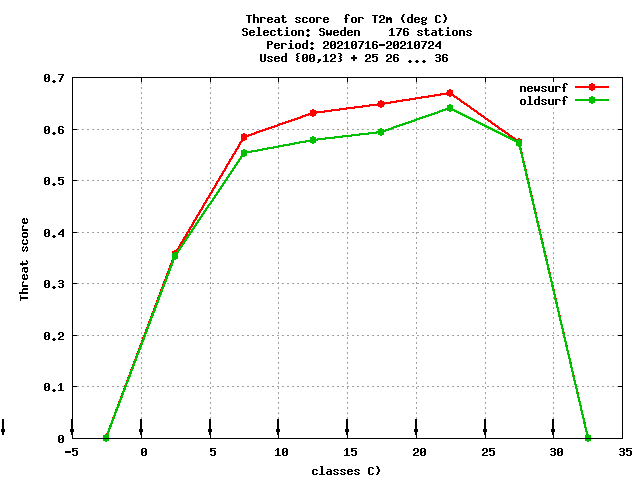 Threat score  for T2m (deg C)
Selection: Sweden    176 stations
Period: 20210716-20210724
Used {00,12} + 25 26 ... 36
newsurf
oldsurf
0.7
0.6
0.5
0.4
0.3
0.2
0.1
0
Threat score
-5 0 5 10 15 20 25 30 35
classes C)